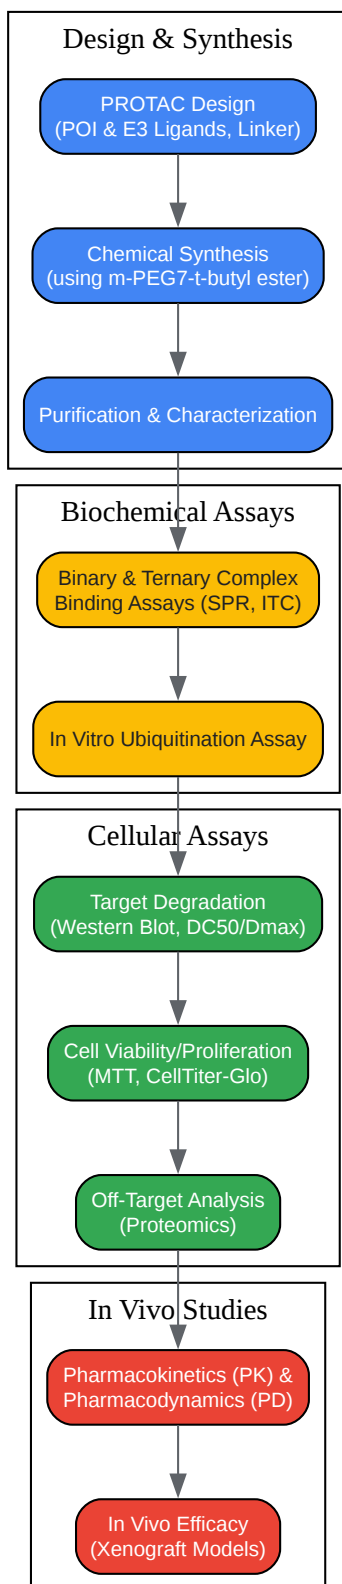 Design & Synthesis
PROTAC Design
(POI & E3 Ligands, Linker)
Chemical Synthesis
(using m-PEG7-t-butyl ester)
Purification & Characterization
Biochemical Assays
Binary & Ternary Complex
Binding Assays (SPR, ITC)
In Vitro Ubiquitination Assay
Cellular Assays
Target Degradation
(Western Blot, DC50/Dmax)
Cell Viability/Proliferation
(MTT, CellTiter-Glo)
Off-Target Analysis
(Proteomics)
In Vivo Studies
Pharmacokinetics (PK) &
Pharmacodynamics (PD)
In Vivo Efficacy
(Xenograft Models)